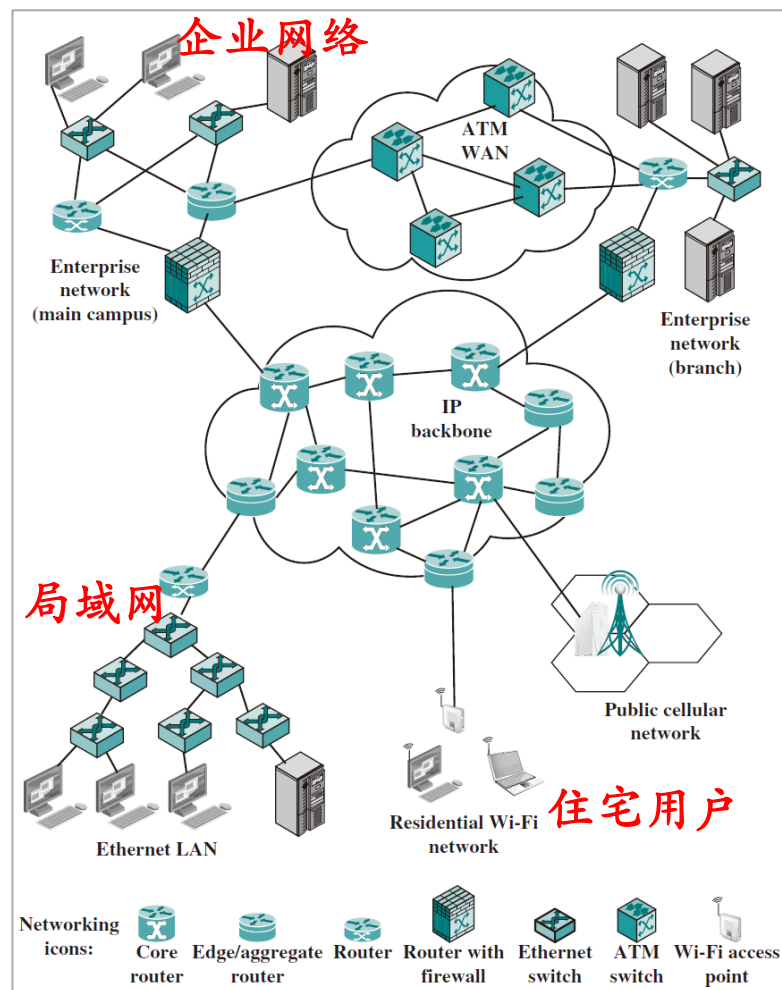 企业网络
ATM
WAN
Enterprise
network
(main campus)
Enterprise
network
(branch)
IP
backbone
局域网
Public cellular
network
住宅用户
Residential Wi-Fi
network
Ethernet LAN
Networking
icons:
Core
router
Edge/aggregate
router
Router
Router with
firewall
Ethernet
switch
ATM
switch
Wi-Fi access
point